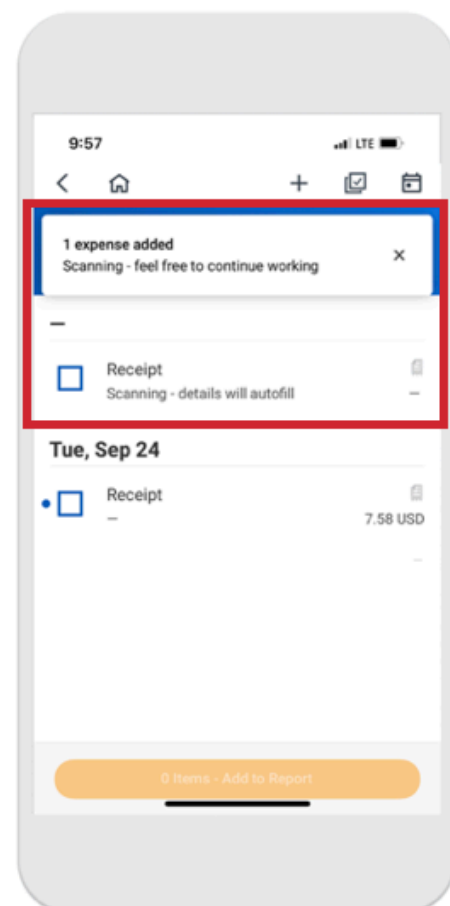 9:57
LTE
1 expense added
Scanning - feel free to continue working
—
Receipt
Scanning - details will autofill
—
Tue, Sep 24
Receipt
—
7.58 USD
—
0 Items - Add to Report